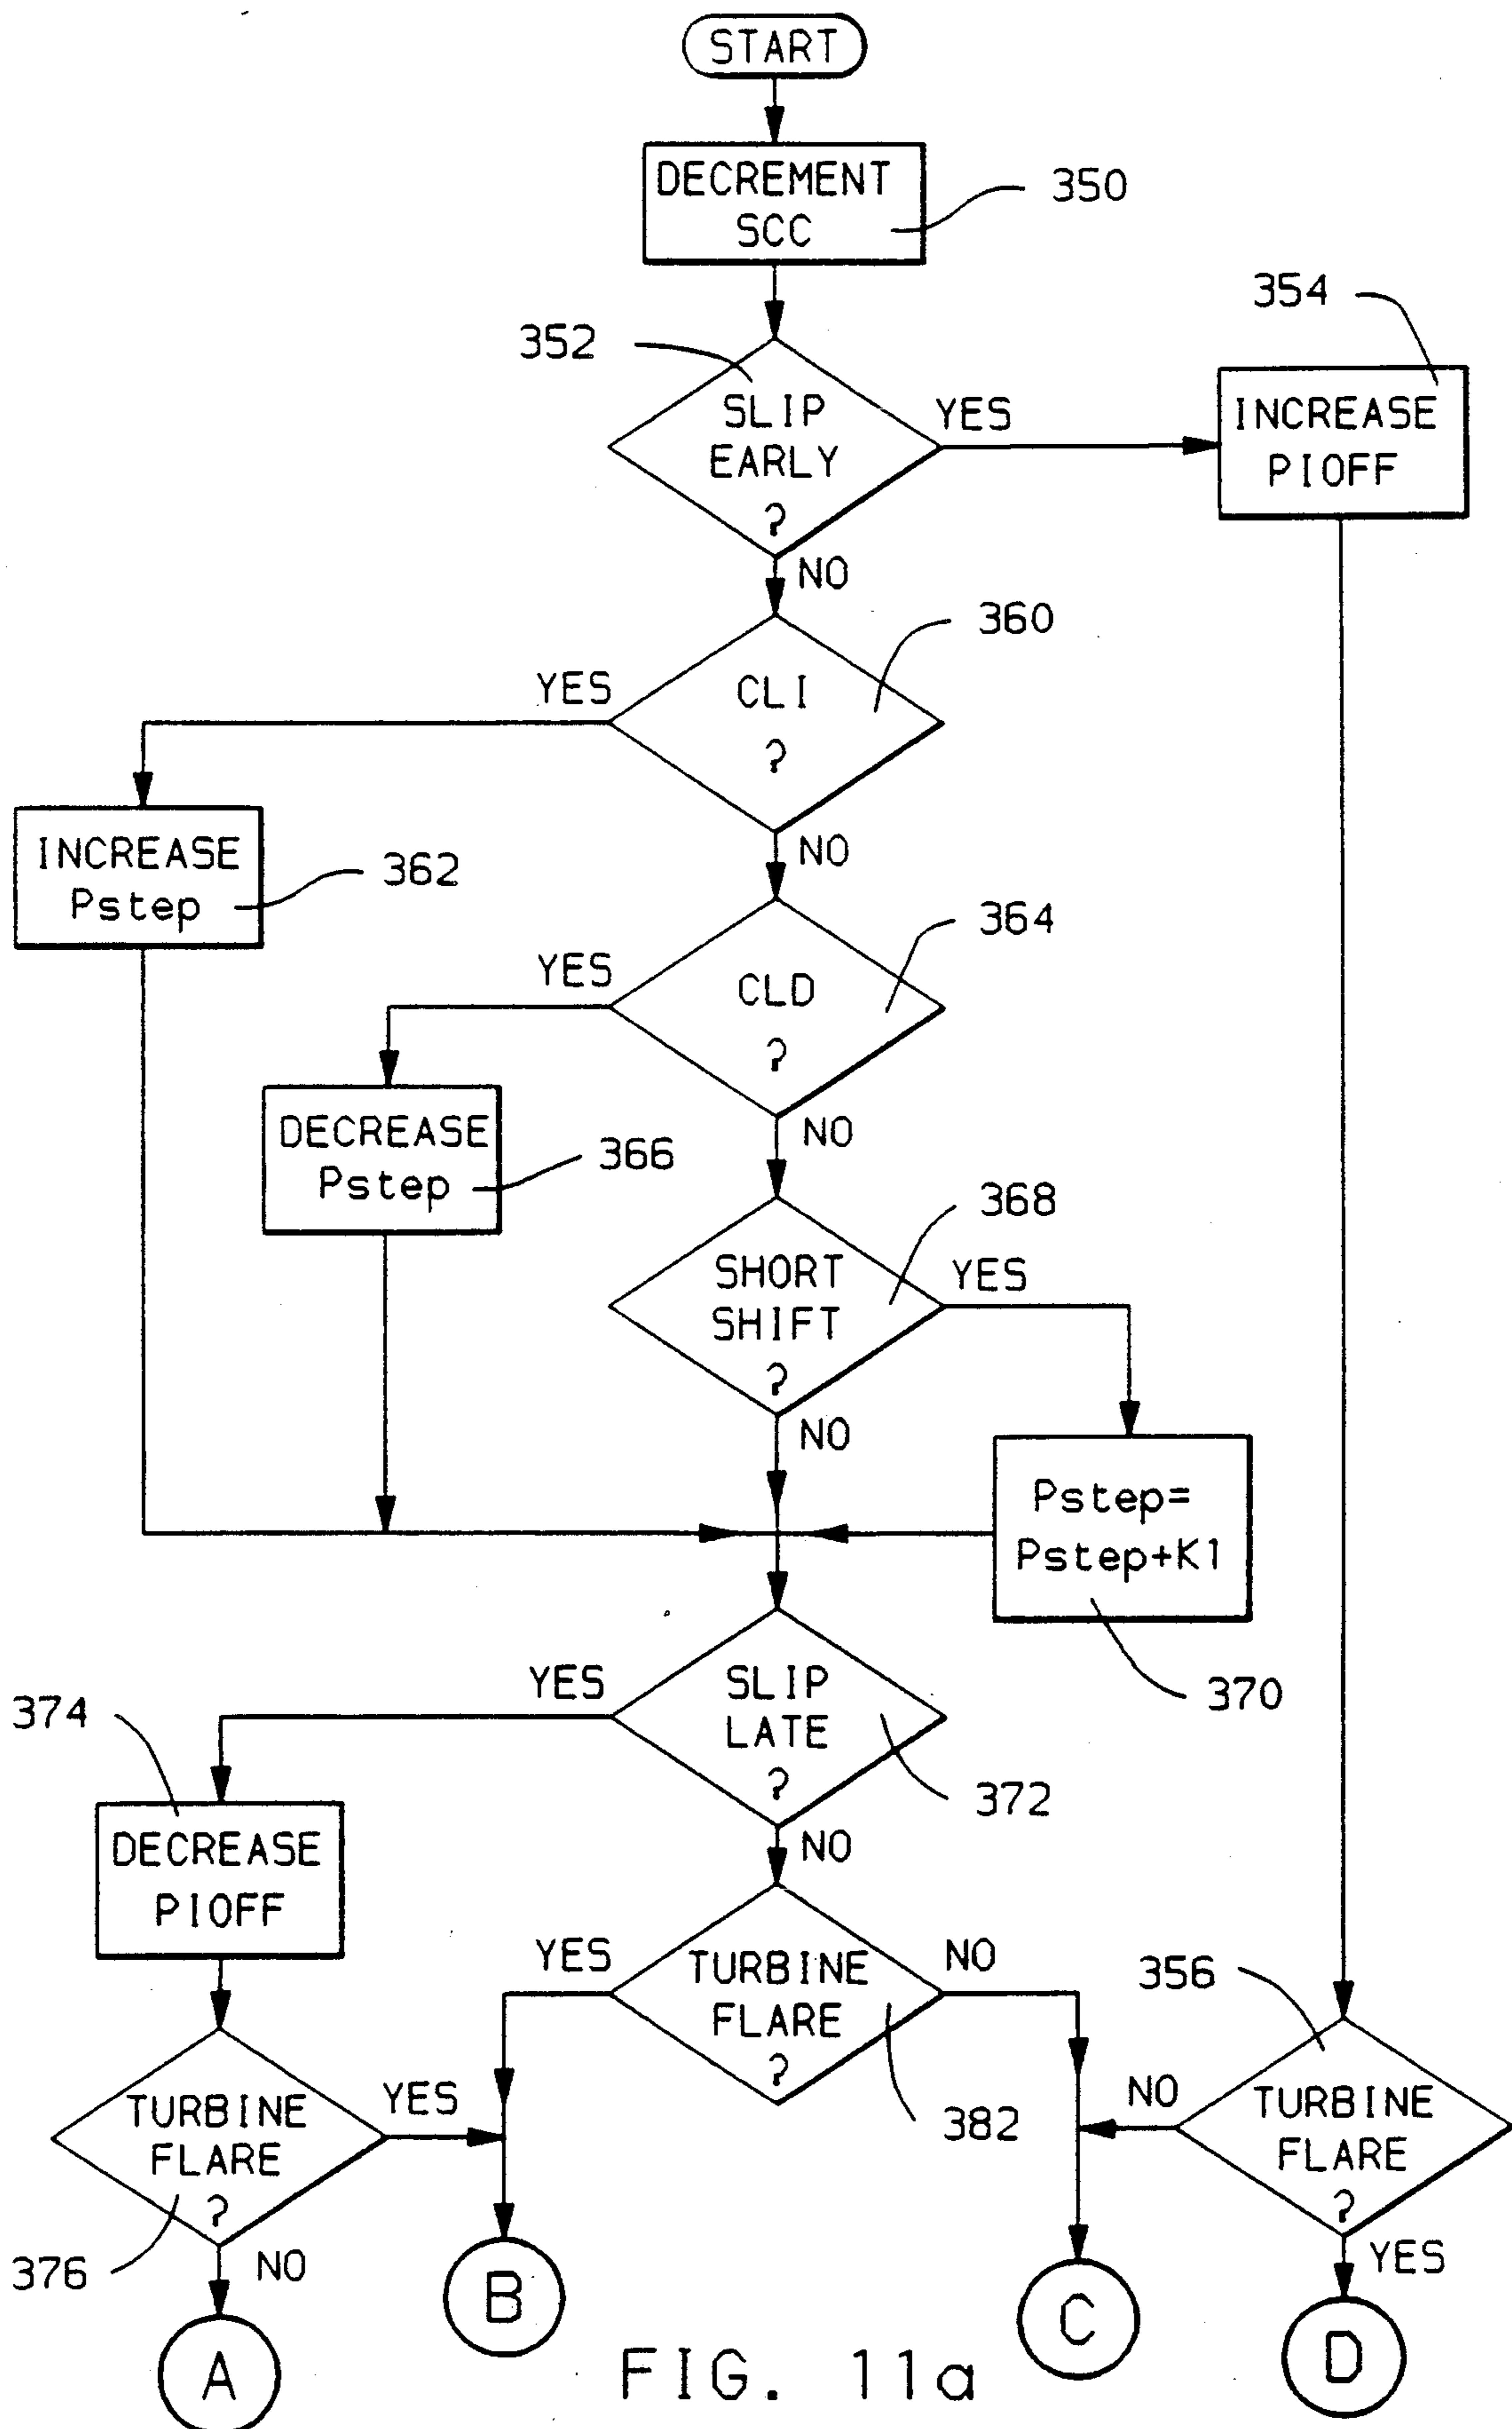 START
DECREMENT
SCC
350
352
354
SLIP
EARLY
?
YES
INCREASE
PIOFF
NO
360
YES
CLI
?
INCREASE
Pstep
362
NO
364
YES
CLD
?
DECREASE
Pstep
366
NO
368
SHORT
SHIFT
?
YES
NO
Pstep=
Pstep+K1
370
YES
SLIP
LATE
?
374
372
DECREASE
PIOFF
NO
YES
TURBINE
FLARE
?
NO
356
382
TURBINE
FLARE
?
YES
NO
TURBINE
FLARE
?
376
NO
YES
A
B
C
D
FIG. 11a